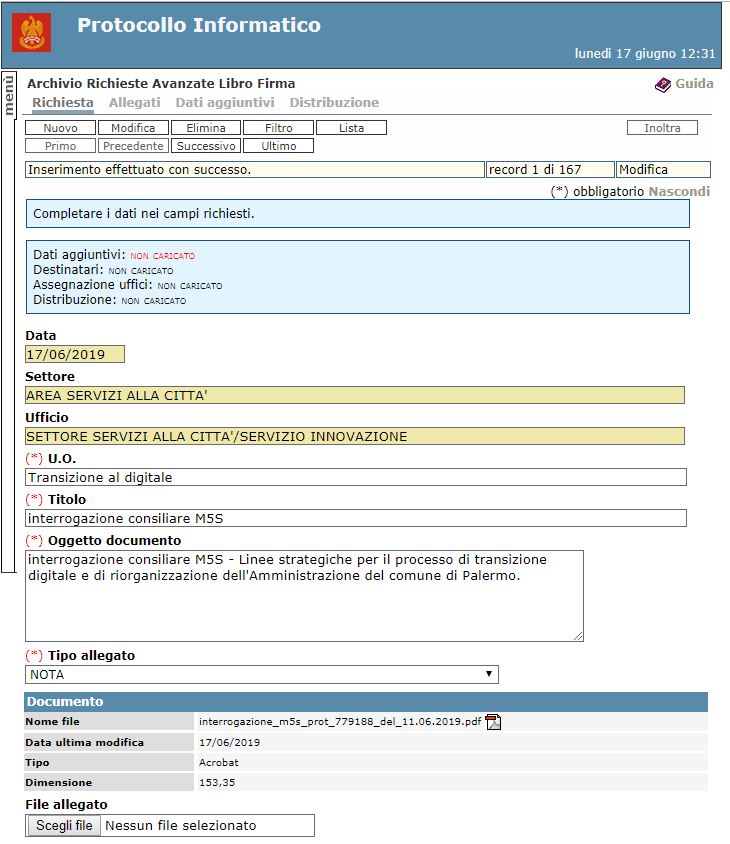 Protocollo Informatico
lunedì 17 giugno 12:31
menù
Archivio Richieste Avanzate Libro Firma
Guida
Richiesta Allegati Dati aggiuntivi Distribuzione
Nuovo Modifica Elimina Filtro Lista Inoltra
Primo Precedente Successivo Ultimo
Inserimento effettuato con successo. record 1 di 167 Modifica
(*) obbligatorio Nascondi
Completare i dati nei campi richiesti.
Dati aggiuntivi: NON CARICATO
Destinatari: NON CARICATO
Assegnazione uffici: NON CARICATO
Distribuzione: NON CARICATO
Data
17/06/2019
Settore
AREA SERVIZI ALLA CITTA'
Ufficio
SETTORE SERVIZI ALLA CITTA'/SERVIZIO INNOVAZIONE
(*) U.O.
Transizione al digitale
(*) Titolo
interrogazione consiliare M5S
(*) Oggetto documento
interrogazione consiliare M5S - Linee strategiche per il processo di transizione
digitale e di riorganizzazione dell'Amministrazione del comune di Palermo.
(*) Tipo allegato
NOTA
Documento
Nome file interrogazione_m5s_prot_779188_del_11.06.2019.pdf
Data ultima modifica 17/06/2019
Tipo Acrobat
Dimensione 153,35
File allegato
Scegli file Nessun file selezionato